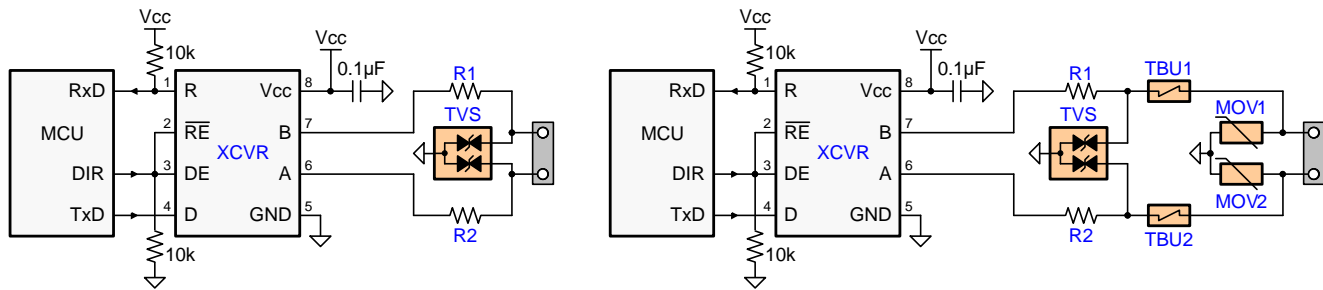 Vcc
10k
Vcc
0.1µF
RxD
MCU
DIR
TxD
1
2
3
4
R
RE
DE
D
XCVR
Vcc
B
A
GND
8
7
6
5
10k
R1
TVS
R2
Vcc
10k
Vcc
0.1µF
RxD
MCU
DIR
TxD
1
2
3
4
R
RE
DE
D
XCVR
Vcc
B
A
GND
8
7
6
5
10k
R1
TVS
R2
TBU1
TBU2
MOV1
MOV2